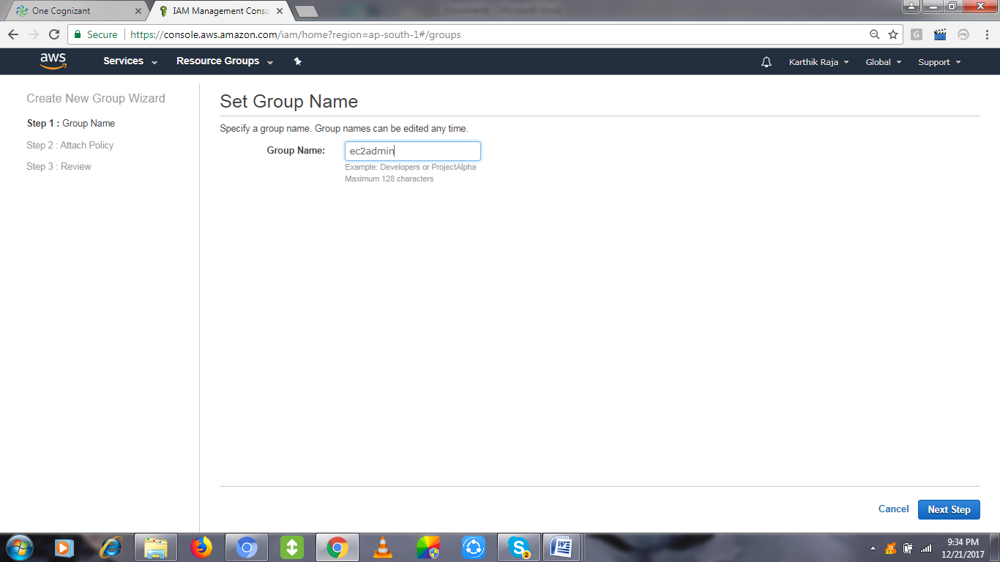 One Cognizant
IAM Management Conso
Secure
https://console.aws.amazon.com/iam/home?region=ap-south-1#/groups
G
my
aws
Services
Resource Groups
Karthik Raja
Global
Support
Create New Group Wizard
Step 1 : Group Name
Step 2 : Attach Policy
Step 3 : Review
Set Group Name
Specify a group name. Group names can be edited any time.
Group Name:
ec2admin
Example: Developers or ProjectAlpha
Maximum 128 characters
Cancel
Next Step
S
2
W
9:34 PM
12/21/2017